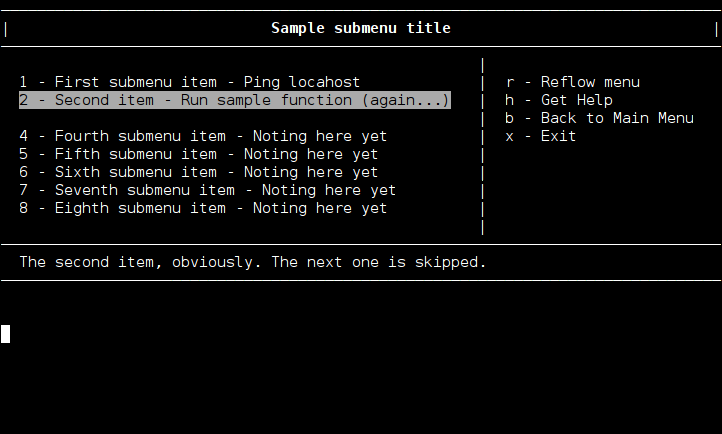 Sample submenu title
1 - First submenu item - Ping locahost
2 - Second item - Run sample function (again...)
4 - Fourth submenu item - Noting here yet
5 - Fifth submenu item - Noting here yet
6 - Sixth submenu item - Noting here yet
7 - Seventh submenu item - Noting here yet
8 - Eighth submenu item - Noting here yet
r - Reflow menu
h - Get Help
b - Back to Main Menu
x - Exit
The second item, obviously. The next one is skipped.